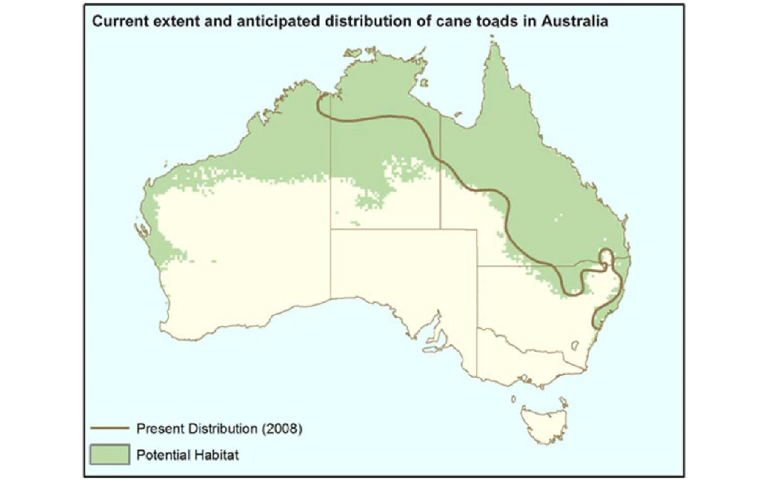 Current extent and anticipated distribution of cane toads in Australia
Present Distribution (2008)
Potential Habitat